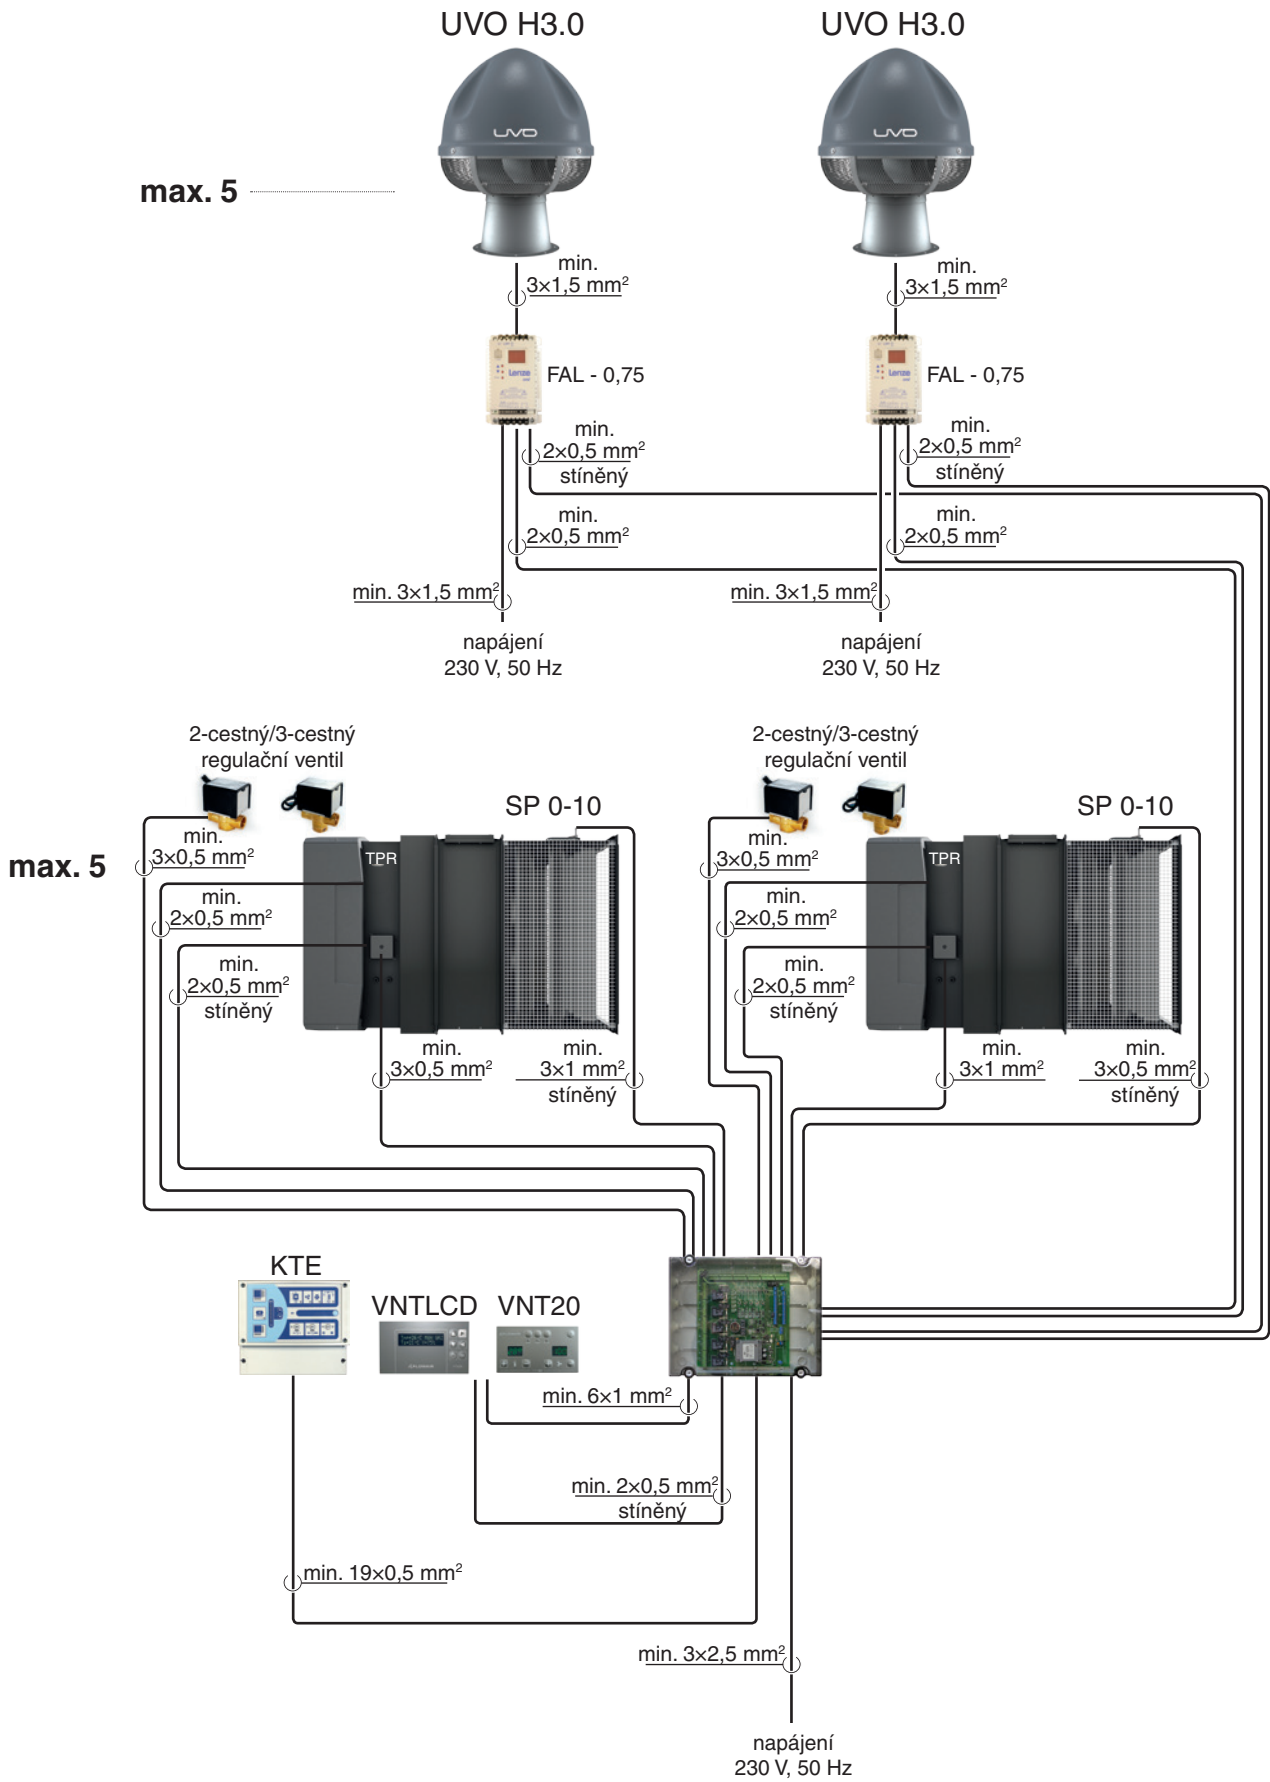 UVO H3.0
UVO H3.0
UVO
UVO
max. 5
min.
3×1,5 mm²
min.
3×1,5 mm²
Lenze
FAL - 0,75
Lenze
FAL - 0,75
min.
2×0,5 mm²
stíněný
min.
2×0,5 mm²
stíněný
min.
2×0,5 mm²
min.
2×0,5 mm²
min. 3×1,5 mm²
min. 3×1,5 mm²
napájení
230 V, 50 Hz
napájení
230 V, 50 Hz
2-cestný/3-cestný
regulační ventil
2-cestný/3-cestný
regulační ventil
SP 0-10
SP 0-10
max. 5
min.
3×0,5 mm²
TPR
min.
3×0,5 mm²
TPR
min.
2×0,5 mm²
min.
2×0,5 mm²
min.
2×0,5 mm²
stíněný
min.
2×0,5 mm²
stíněný
min.
3×0,5 mm²
min.
3×1 mm²
stíněný
min.
3×1 mm²
min.
3×0,5 mm²
stíněný
KTE
VNTLCD
VNT20
min. 6×1 mm²
min. 2×0,5 mm²
stíněný
min. 19×0,5 mm²
min. 3×2,5 mm²
napájení
230 V, 50 Hz